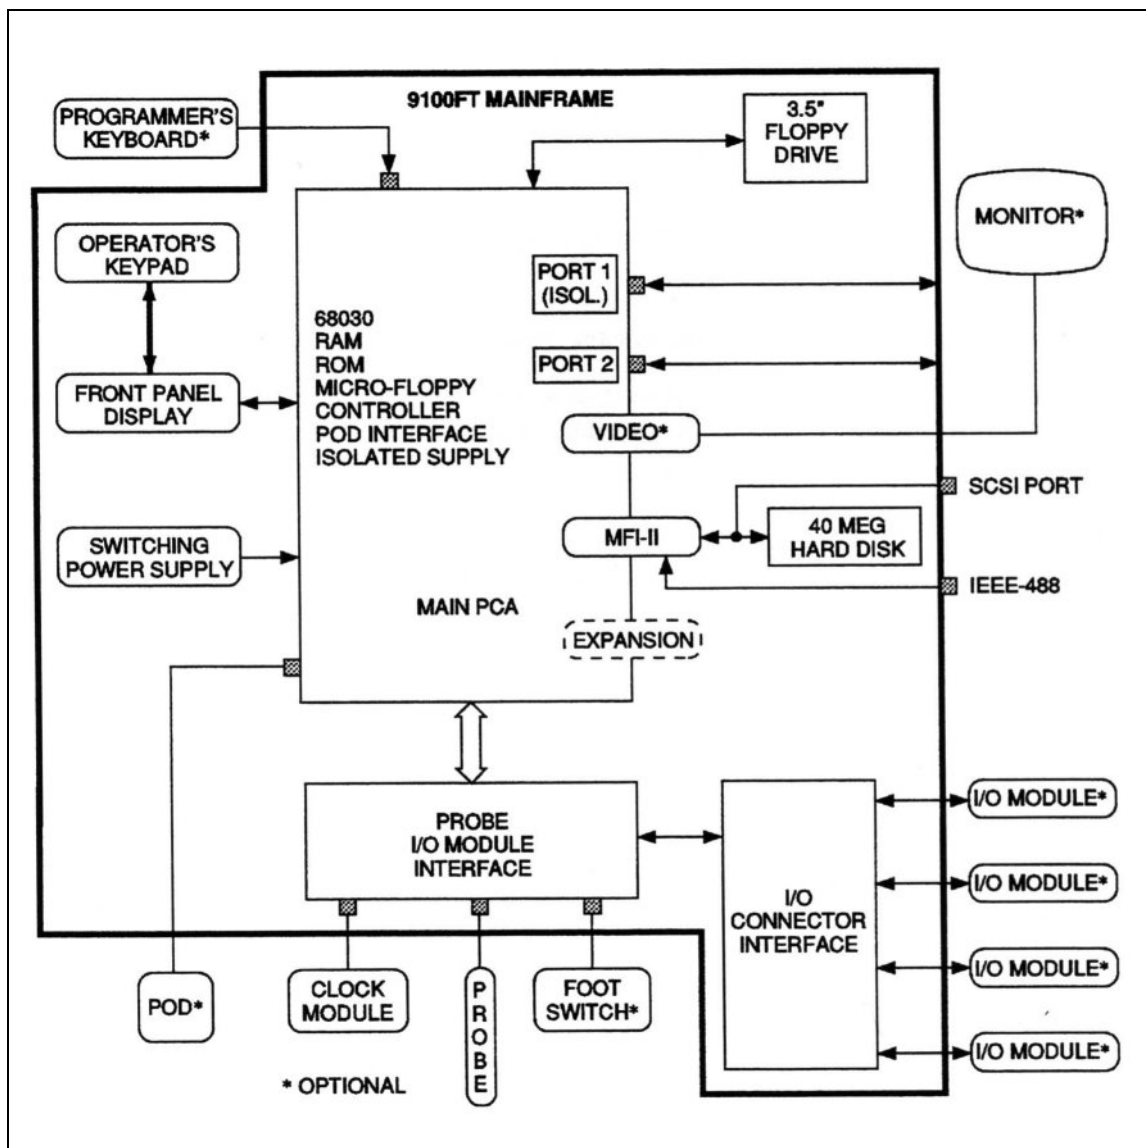 9100FT MAINFRAME
PROGRAMMER'S
KEYBOARD*
3.5"
FLOPPY
DRIVE
MONITOR*
OPERATOR'S
KEYPAD
PORT 1
(ISOL.)
68030
RAM
ROM
MICRO-FLOPPY
CONTROLLER
POD INTERFACE
ISOLATED SUPPLY
PORT 2
FRONT PANEL
DISPLAY
VIDEO*
SCSI PORT
MFI-II
40 MEG
HARD DISK
SWITCHING
POWER SUPPLY
IEEE-488
MAIN PCA
EXPANSION
PROBE
I/O MODULE
INTERFACE
I/O
CONNECTOR
INTERFACE
I/O MODULE*
I/O MODULE*
I/O MODULE*
I/O MODULE*
POD*
CLOCK
MODULE
PROBE
FOOT
SWITCH*
* OPTIONAL